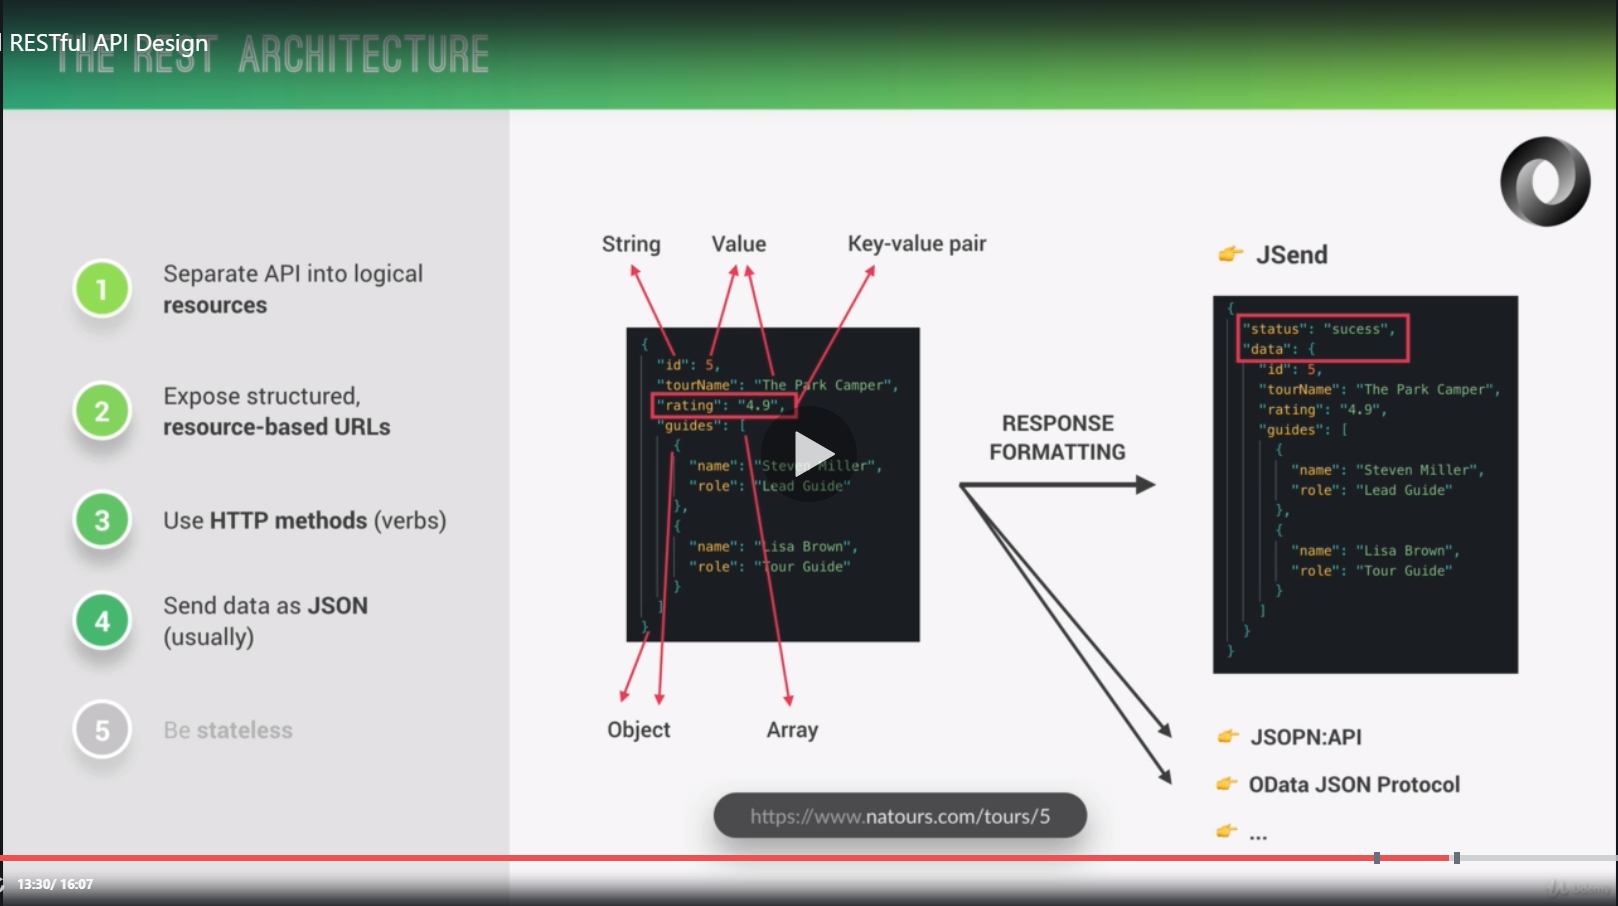 RESTful API Design
THE REST ARCHITECTURE
1
Separate API into logical
resources
2
Expose structured,
resource-based URLs
3
Use HTTP methods (verbs)
4
Send data as JSON
(usually)
5
Be stateless
String
Value
Key-value pair
{
"id": 5,
"tourName": "The Park Camper",
"rating": "4.9",
"guides": [
{
"name": "Steven Miller",
"role": "Lead Guide"
},
{
"name": "Lisa Brown",
"role": "Tour Guide"
}
]
}
Object
Array
https://www.natours.com/tours/5
RESPONSE
FORMATTING
👉 JSend
{
"status": "sucess",
"data": {
"id": 5,
"tourName": "The Park Camper",
"rating": "4.9",
"guides": [
{
"name": "Steven Miller",
"role": "Lead Guide"
},
{
"name": "Lisa Brown",
"role": "Tour Guide"
}
]
}
}
👉 JSOPN:API
👉 OData JSON Protocol
👉 ...
13:30/ 16:07
Udemy